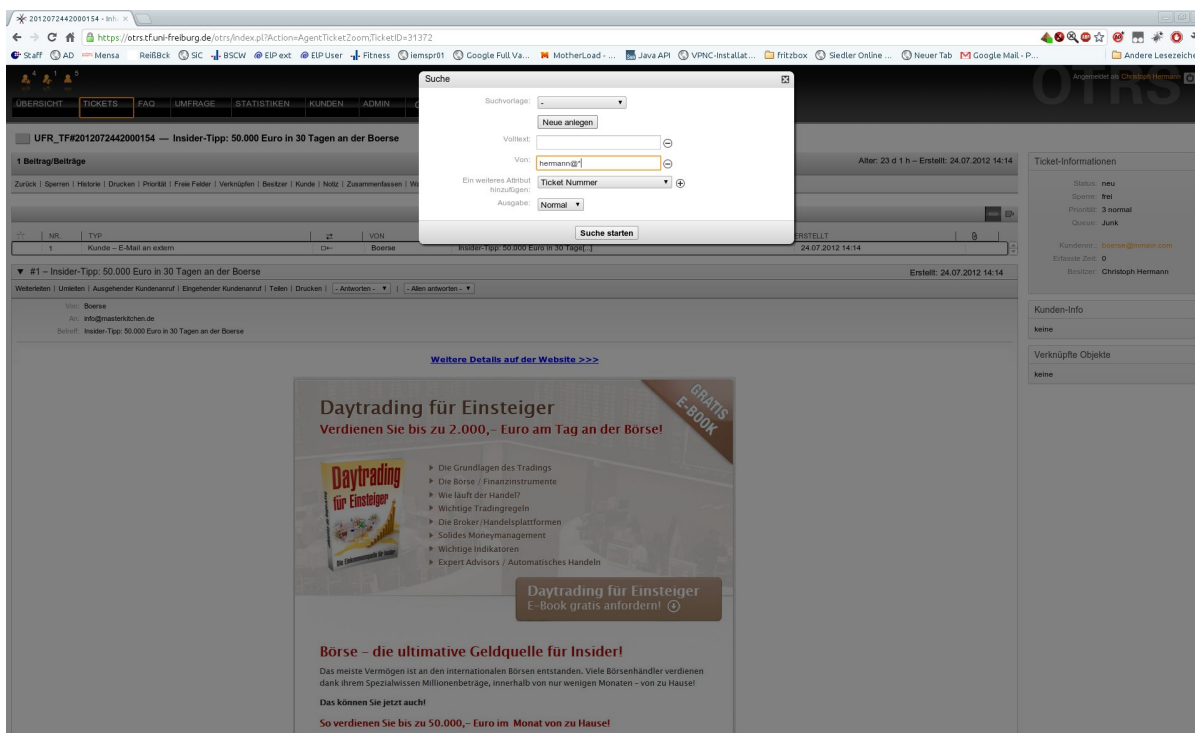 2012072442000154 - Inh
https://otrs.tf.uni-freiburg.de/otrs/index.pl?Action=AgentTicketZoom;TicketID=31372
Staff AD Mensa ReißBck SiC BSCW EIP ext EIP User Fitness iemspr01 Google Full Va... MotherLoad - ... Java API VPNC-Installat... fritzbox Siedler Online ... Neuer Tab Google Mail - P... Andere Lesezeiche
4 1 5
OTRS
Angemeldet als Christoph Hermann
ÜBERSICHT TICKETS FAQ UMFRAGE STATISTIKEN KUNDEN ADMIN
Suche
Suchvorlage: -
Neue anlegen
Volltext:
Von: hermann@*
Ein weiteres Attribut hinzufügen: Ticket Nummer
Ausgabe: Normal
Suche starten
UFR_TF#2012072442000154 — Insider-Tipp: 50.000 Euro in 30 Tagen an der Boerse
1 Beitrag/Beiträge
Alter: 23 d 1 h – Erstellt: 24.07.2012 14:14
Zurück | Sperren | Historie | Drucken | Priorität | Freie Felder | Verknüpfen | Besitzer | Kunde | Notiz | Zusammenfassen | Wa
NR. TYP VON ERSTELLT
1 Kunde – E-Mail an extern Boerse Insider-Tipp: 50.000 Euro in 30 Tage[...] 24.07.2012 14:14
#1 – Insider-Tipp: 50.000 Euro in 30 Tagen an der Boerse
Erstellt: 24.07.2012 14:14
Weiterleiten | Umleiten | Ausgehender Kundenanruf | Eingehender Kundenanruf | Teilen | Drucken | - Antworten - | - Allen antworten -
Von: Boerse
An: info@masterkitchen.de
Betreff: Insider-Tipp: 50.000 Euro in 30 Tagen an der Boerse
Ticket-Informationen
Status: neu
Sperre: frei
Priorität: 3 normal
Queue: Junk
Kundennr.:
Erfasste Zeit: 0
Besitzer: Christoph Hermann
Kunden-Info
keine
Verknüpfte Objekte
keine
Weitere Details auf der Website >>>
GRATIS E-BOOK
Daytrading für Einsteiger
Verdienen Sie bis zu 2.000,– Euro am Tag an der Börse!
Daytrading
für Einsteiger
Die Einkommensquelle für Insider
Die Grundlagen des Tradings
Die Börse / Finanzinstrumente
Wie läuft der Handel?
Wichtige Tradingregeln
Die Broker/Handelsplattformen
Solides Moneymanagement
Wichtige Indikatoren
Expert Advisors / Automatisches Handeln
Daytrading für Einsteiger
E-Book gratis anfordern!
Börse – die ultimative Geldquelle für Insider!
Das meiste Vermögen ist an den internationalen Börsen entstanden. Viele Börsenhändler verdienen
dank ihrem Spezialwissen Millionenbeträge, innerhalb von nur wenigen Monaten – von zu Hause!
Das können Sie jetzt auch!
So verdienen Sie bis zu 50.000,– Euro im Monat von zu Hause!